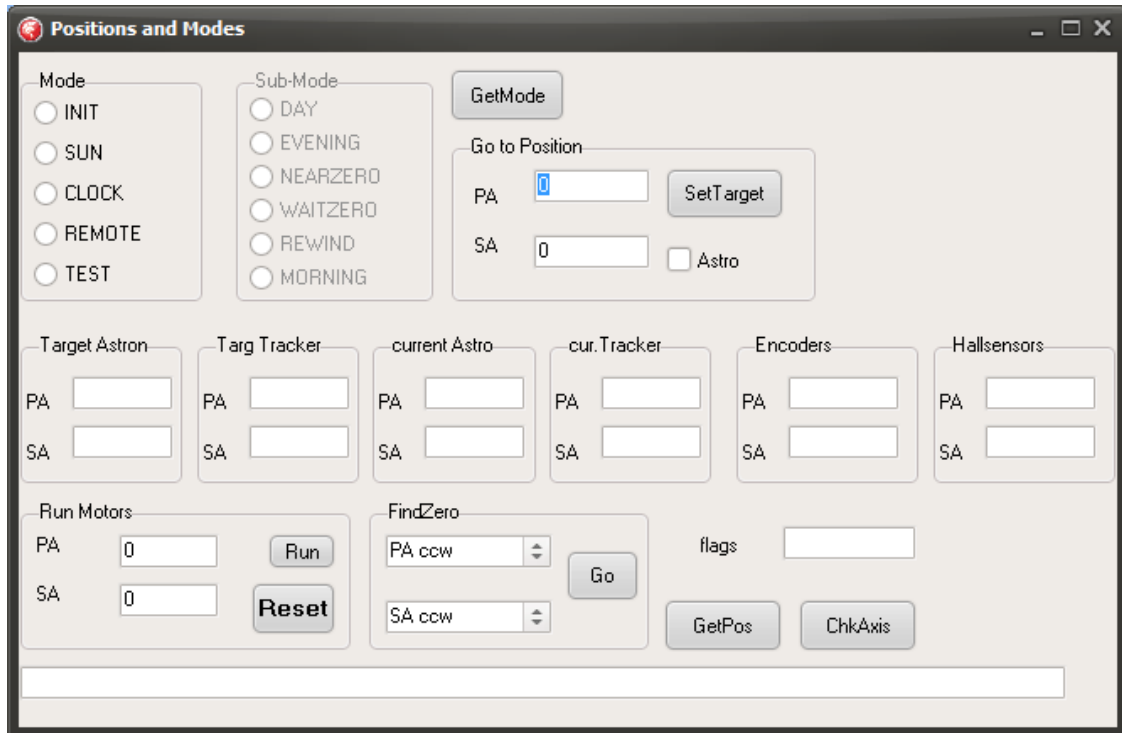 Positions and Modes
Mode
INIT
SUN
CLOCK
REMOTE
TEST
Sub-Mode
DAY
EVENING
NEARZERO
WAITZERO
REWIND
MORNING
GetMode
Go to Position
PA 0 SetTarget
SA 0 Astro
Target Astron
PA
SA
Targ Tracker
PA
SA
current Astro
PA
SA
cur.Tracker
PA
SA
Encoders
PA
SA
Hallsensors
PA
SA
Run Motors
PA 0 Run
SA 0 Reset
FindZero
PA ccw
Go
SA ccw
flags
GetPos ChkAxis